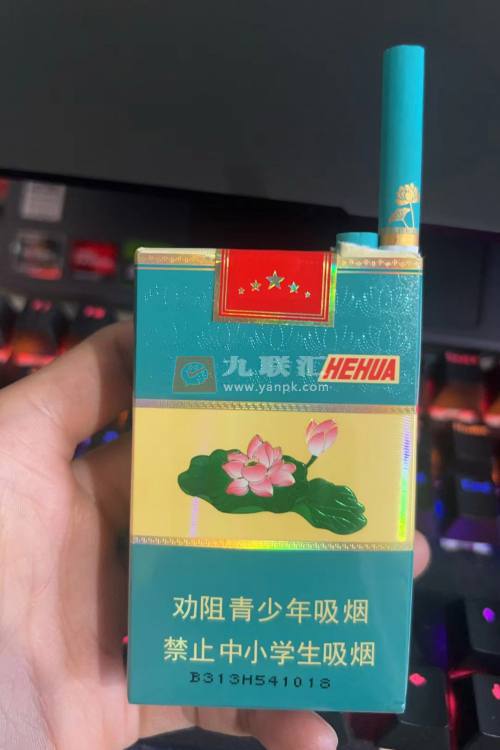 HEHUA
九联汇
www.yanpk.com
劝阻青少年吸烟
禁止中小学生吸烟
B313H541018